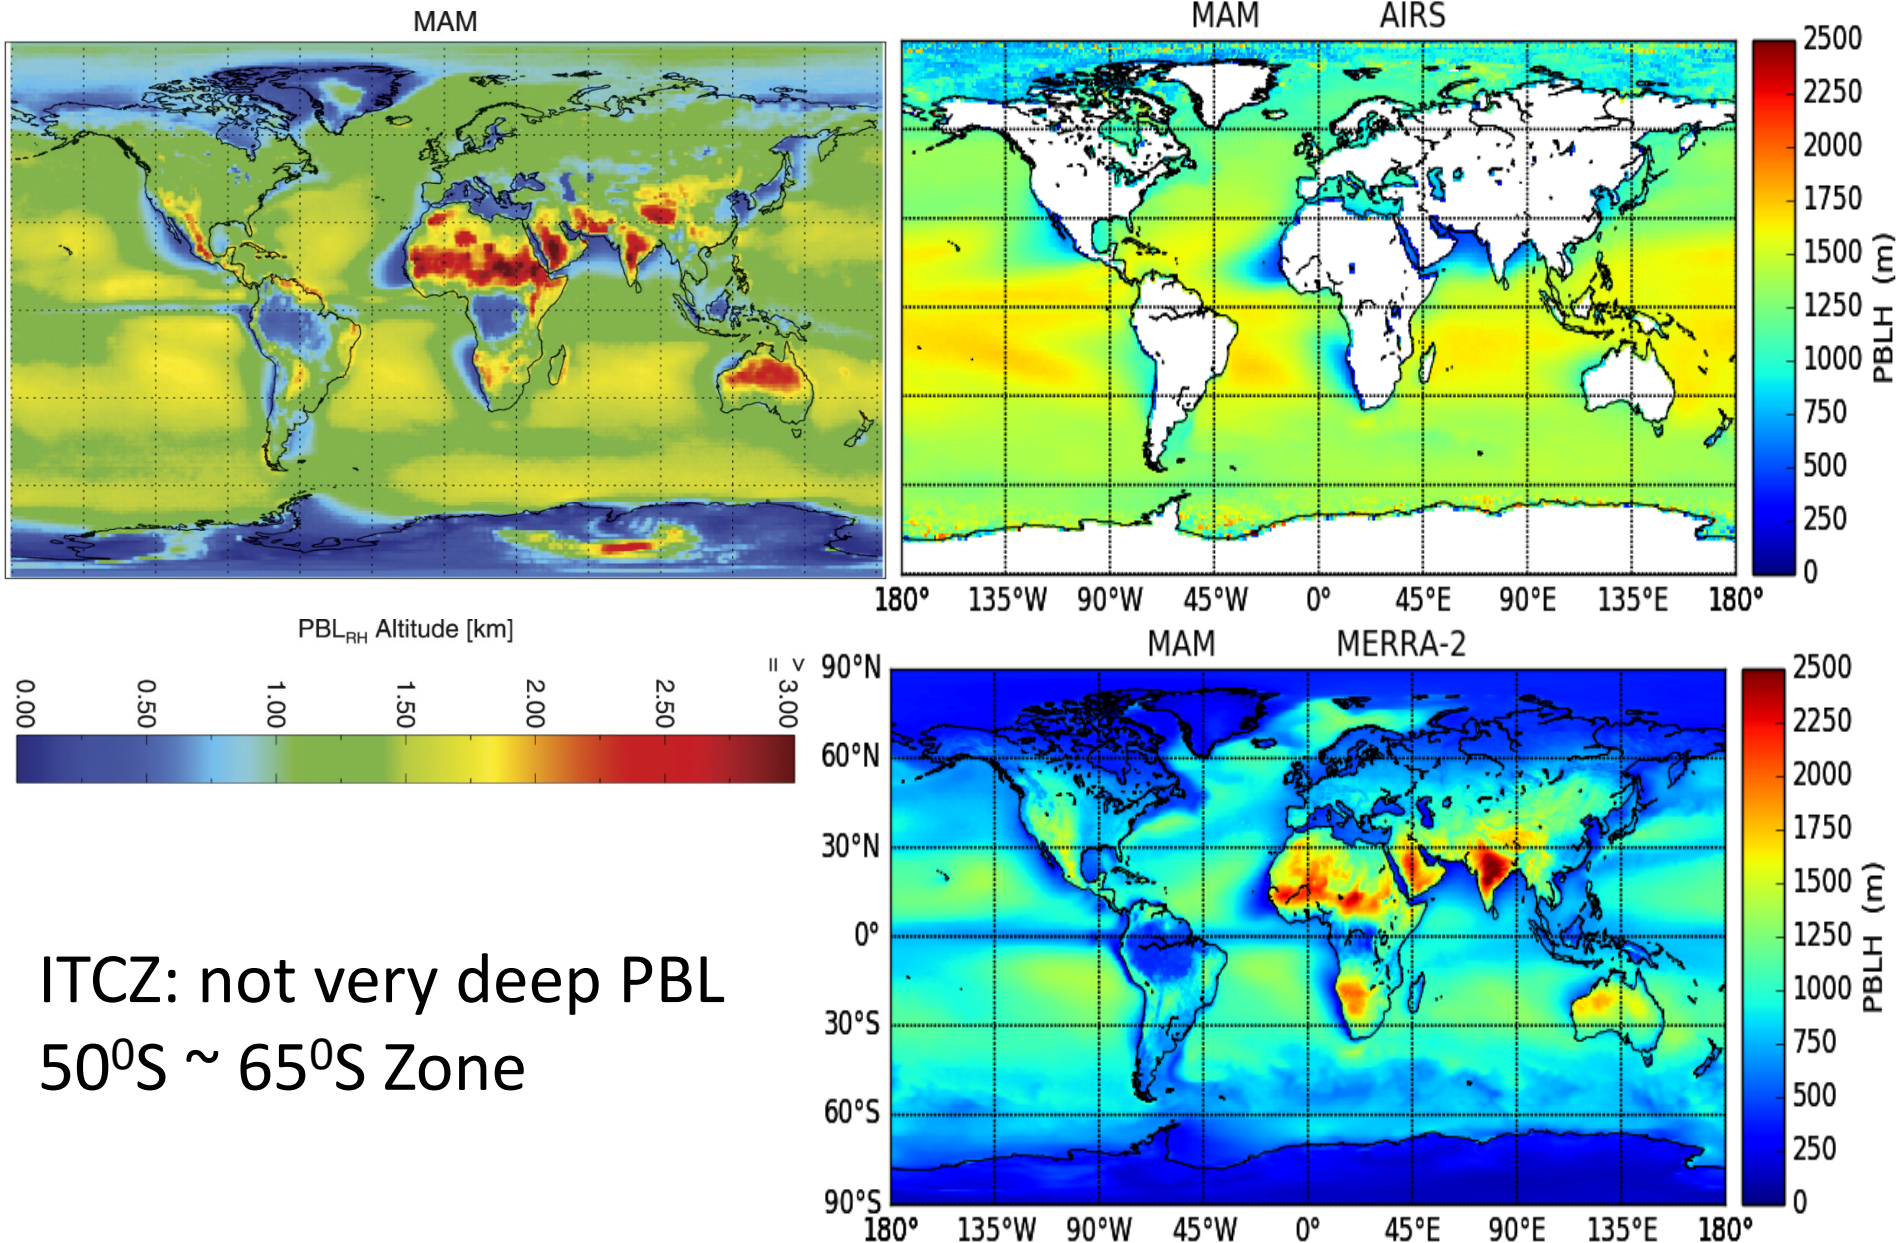 MAM
MAM AIRS
2500
2250
2000
1750
1500
1250
1000
750
500
250
0
PBLH (m)
180° 135°W 90°W 45°W 0° 45°E 90°E 135°E 180°
PBL_RH Altitude [km]
0.00 0.50 1.00 1.50 2.00 2.50 >= 3.00
MAM MERRA-2
90°N
60°N
30°N
0°
30°S
60°S
90°S
2500
2250
2000
1750
1500
1250
1000
750
500
250
0
PBLH (m)
180° 135°W 90°W 45°W 0° 45°E 90°E 135°E 180°
ITCZ: not very deep PBL
50⁰S ~ 65⁰S Zone